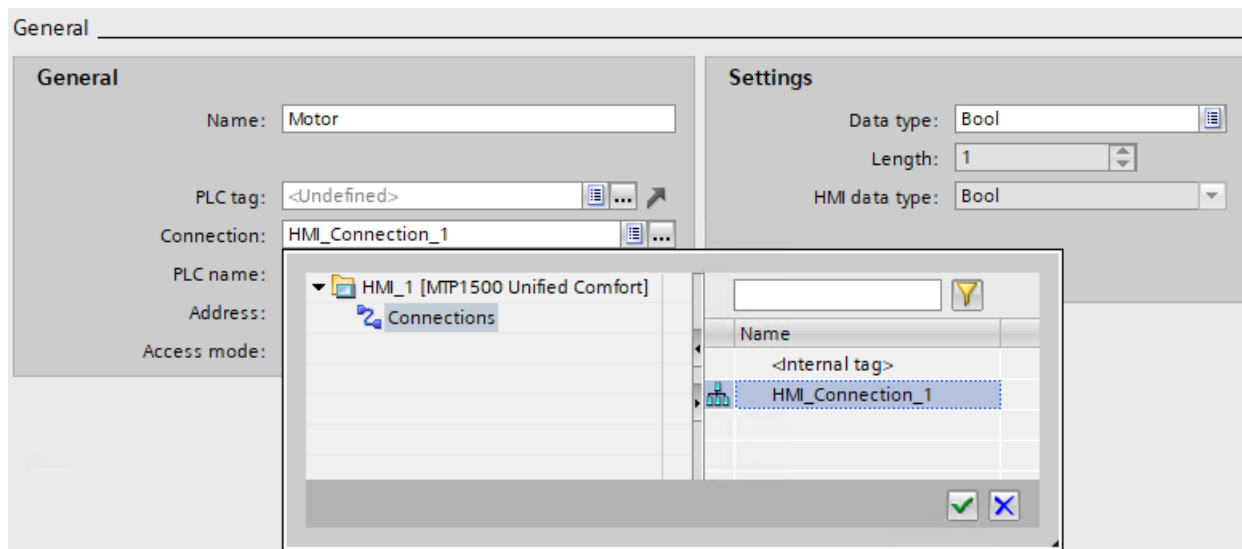 General
General
Name: Motor
PLC tag: <Undefined> ...
Connection: HMI_Connection_1 ...
PLC name:
Address:
Access mode:
HMI_1 [MTP1500 Unified Comfort]
Connections
Name
<Internal tag>
HMI_Connection_1
Settings
Data type: Bool
Length: 1
HMI data type: Bool